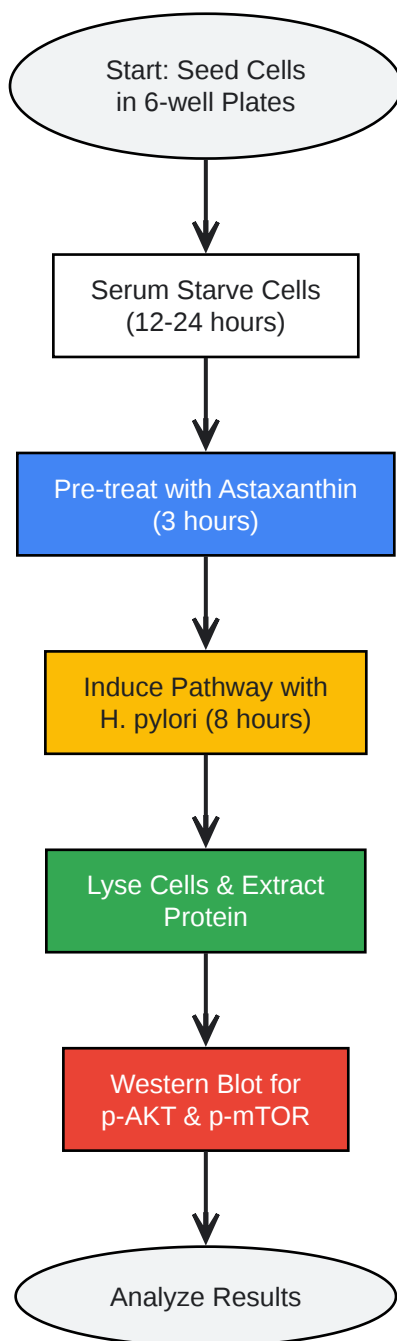 Start: Seed Cells
in 6-well Plates
Serum Starve Cells
(12-24 hours)
Pre-treat with Astaxanthin
(3 hours)
Induce Pathway with
H. pylori (8 hours)
Lyse Cells & Extract
Protein
Western Blot for
p-AKT & p-mTOR
Analyze Results